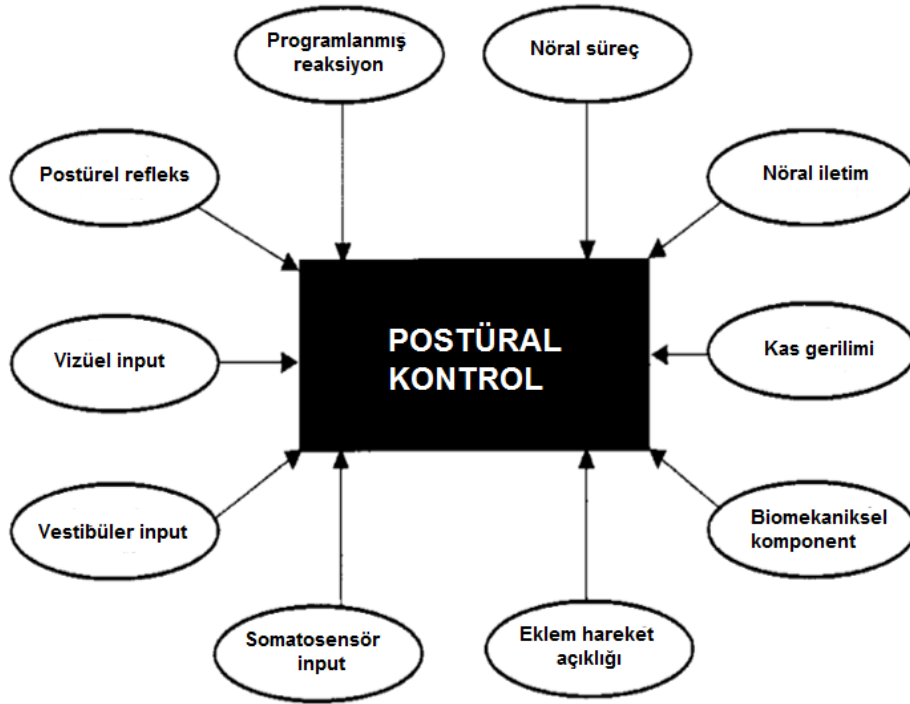 Programlanmış
reaksiyon
Nöral süreç
Postürel refleks
Nöral iletim
POSTÜRAL
KONTROL
Vizüel input
Kas gerilimi
Vestibüler input
Biomekaniksel
komponent
Somatosensör
input
Eklem hareket
açıklığı